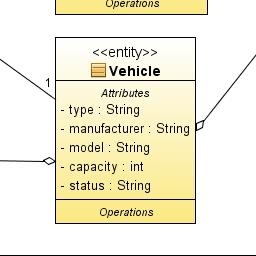 Operations
<<entity>>
Vehicle
1
Attributes
- type : String
- manufacturer : String
- model : String
- capacity : int
- status : String
Operations